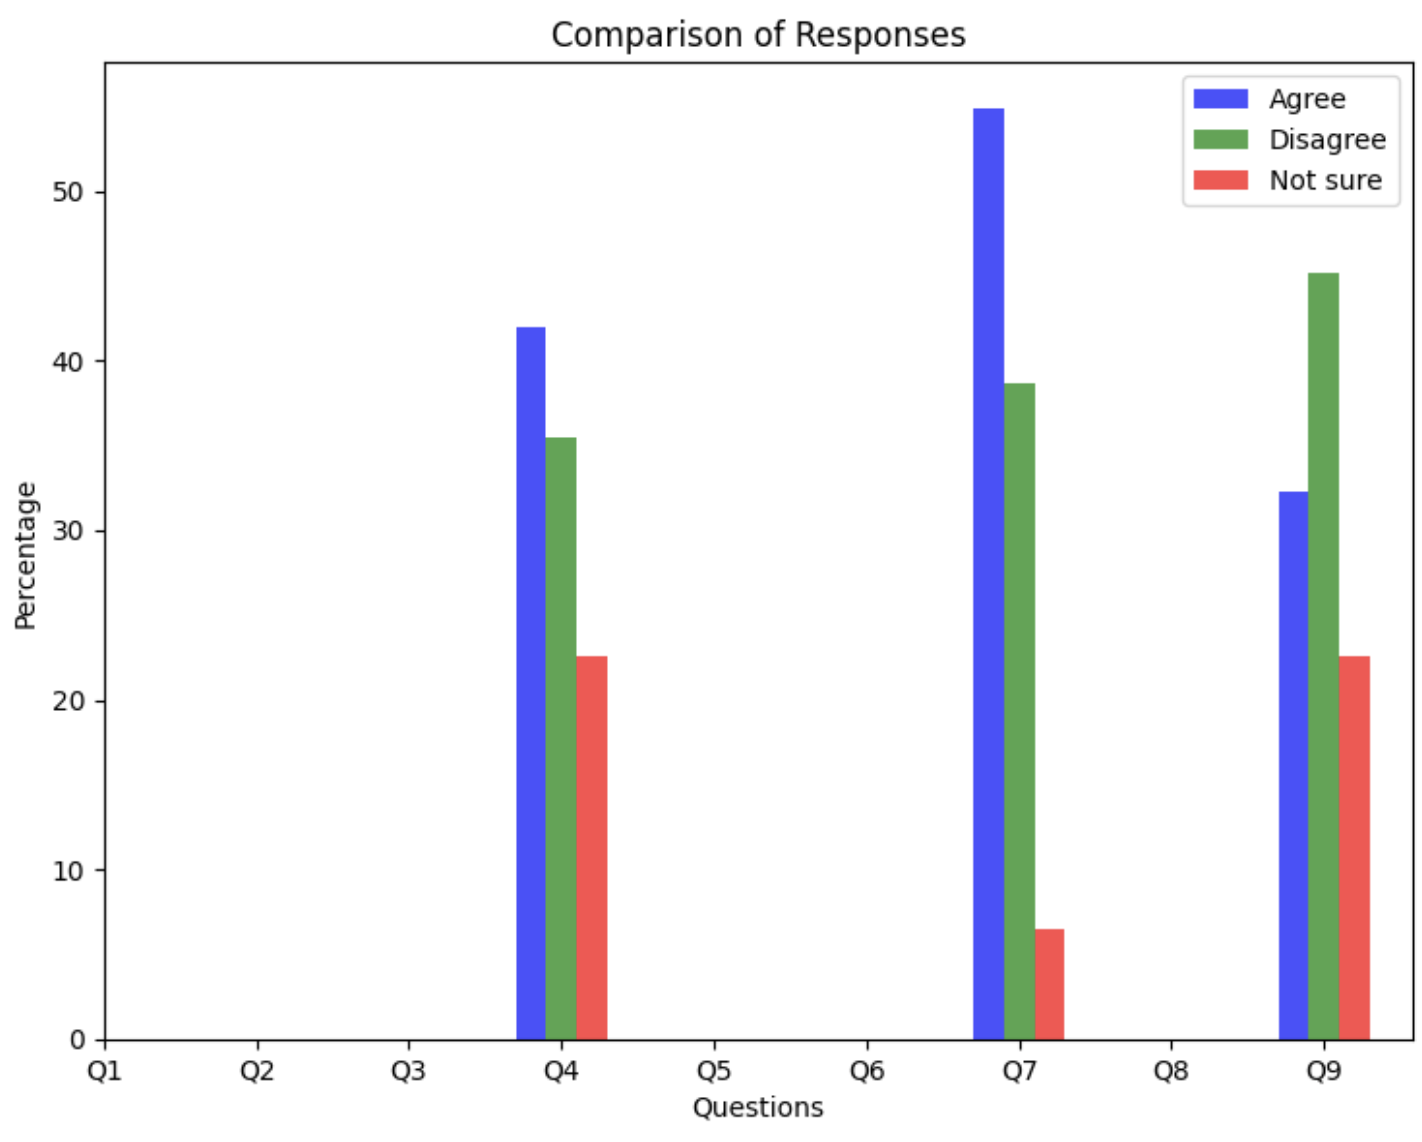 Comparison of Responses
Agree
Disagree
Not sure
Percentage
50
40
30
20
10
0
Q1 Q2 Q3 Q4 Q5 Q6 Q7 Q8 Q9
Questions